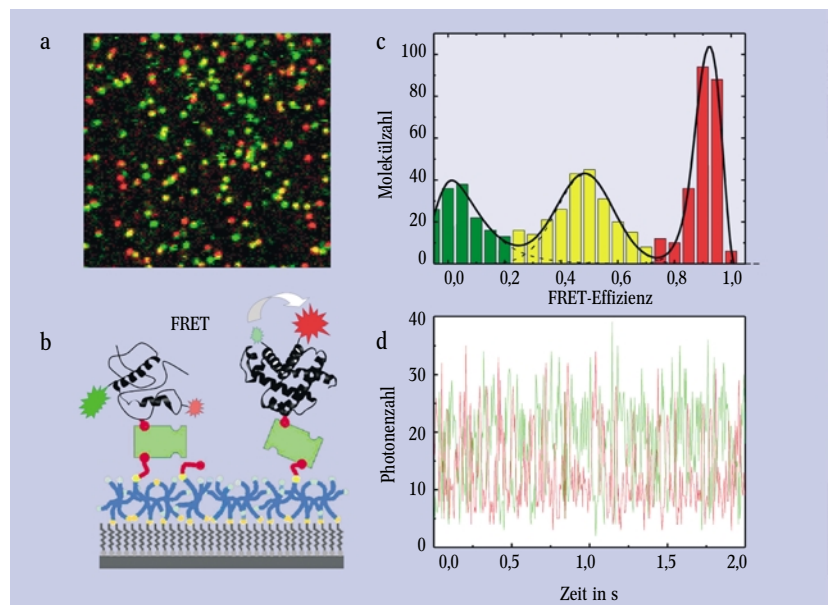 a
FRET
b
c
Molekülzahl
100
80
60
40
20
0
0,0 0,2 0,4 0,6 0,8 1,0
FRET-Effizienz
d
Photonenzahl
40
30
20
10
0
0,0 0,5 1,0 1,5 2,0
Zeit in s